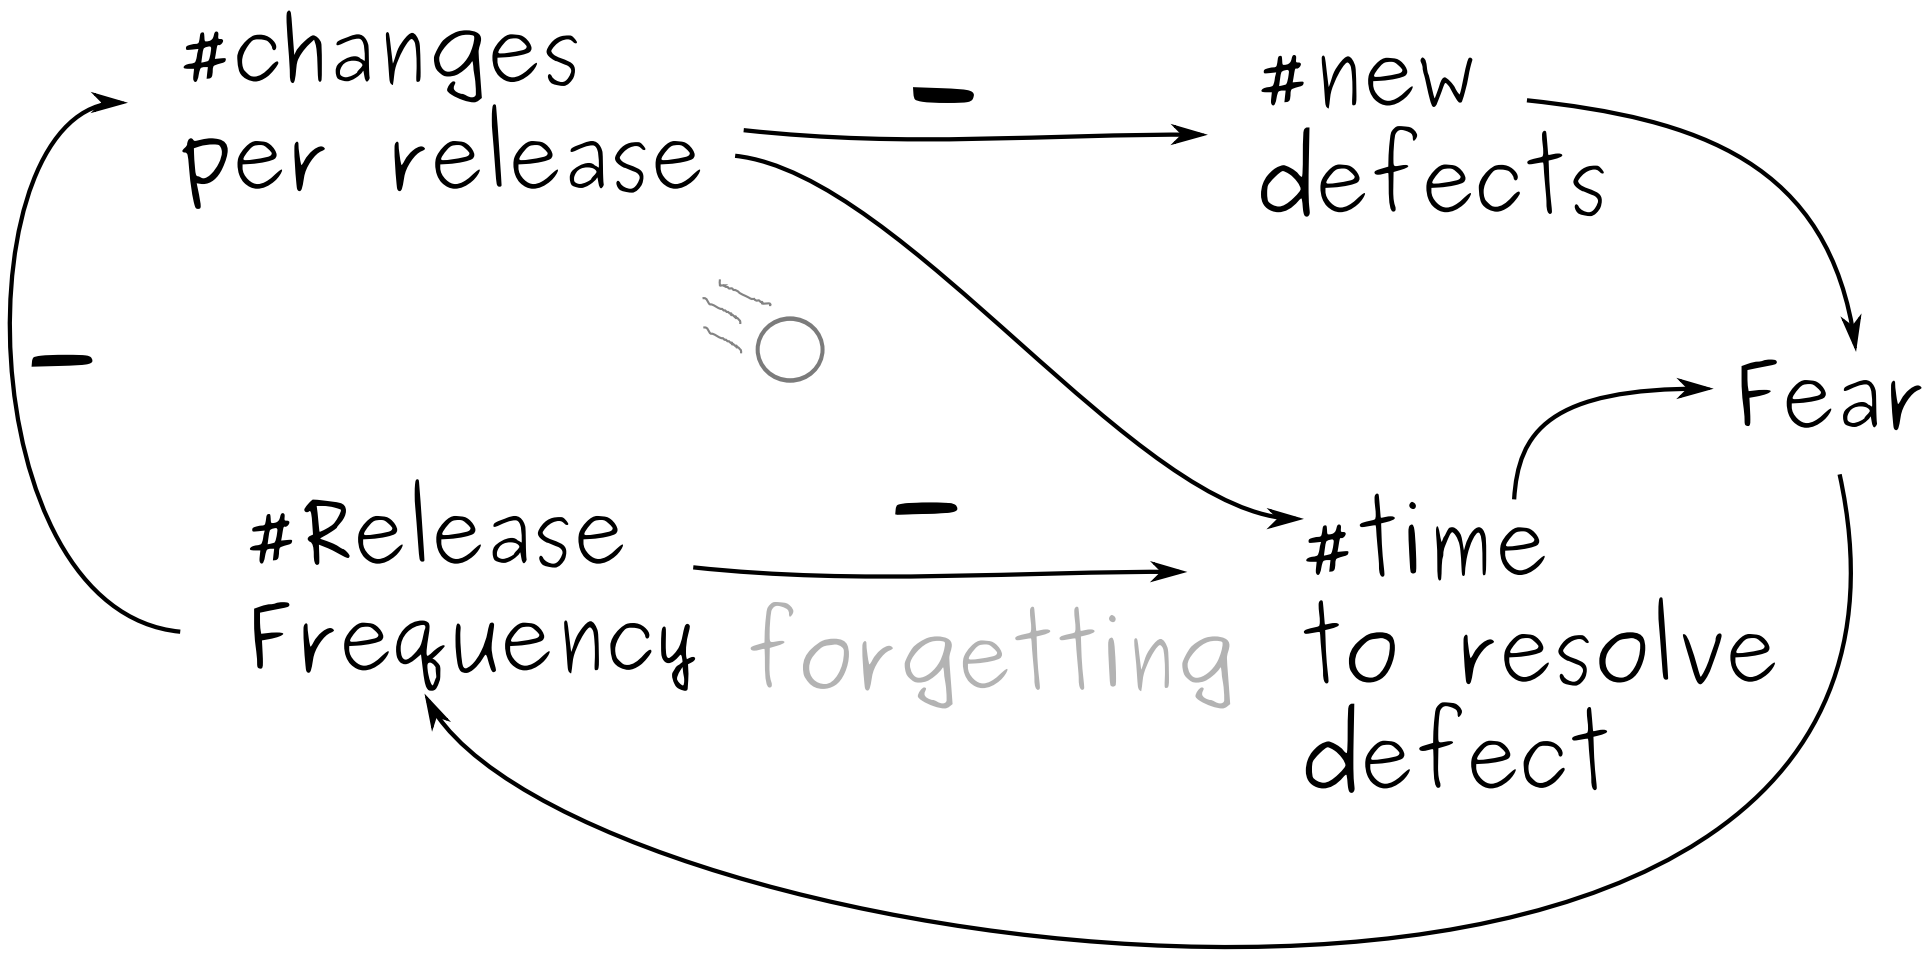 #changes
per release
-
#new
defects
-
Fear
#Release
Frequency
-
forgetting
#time
to resolve
defect